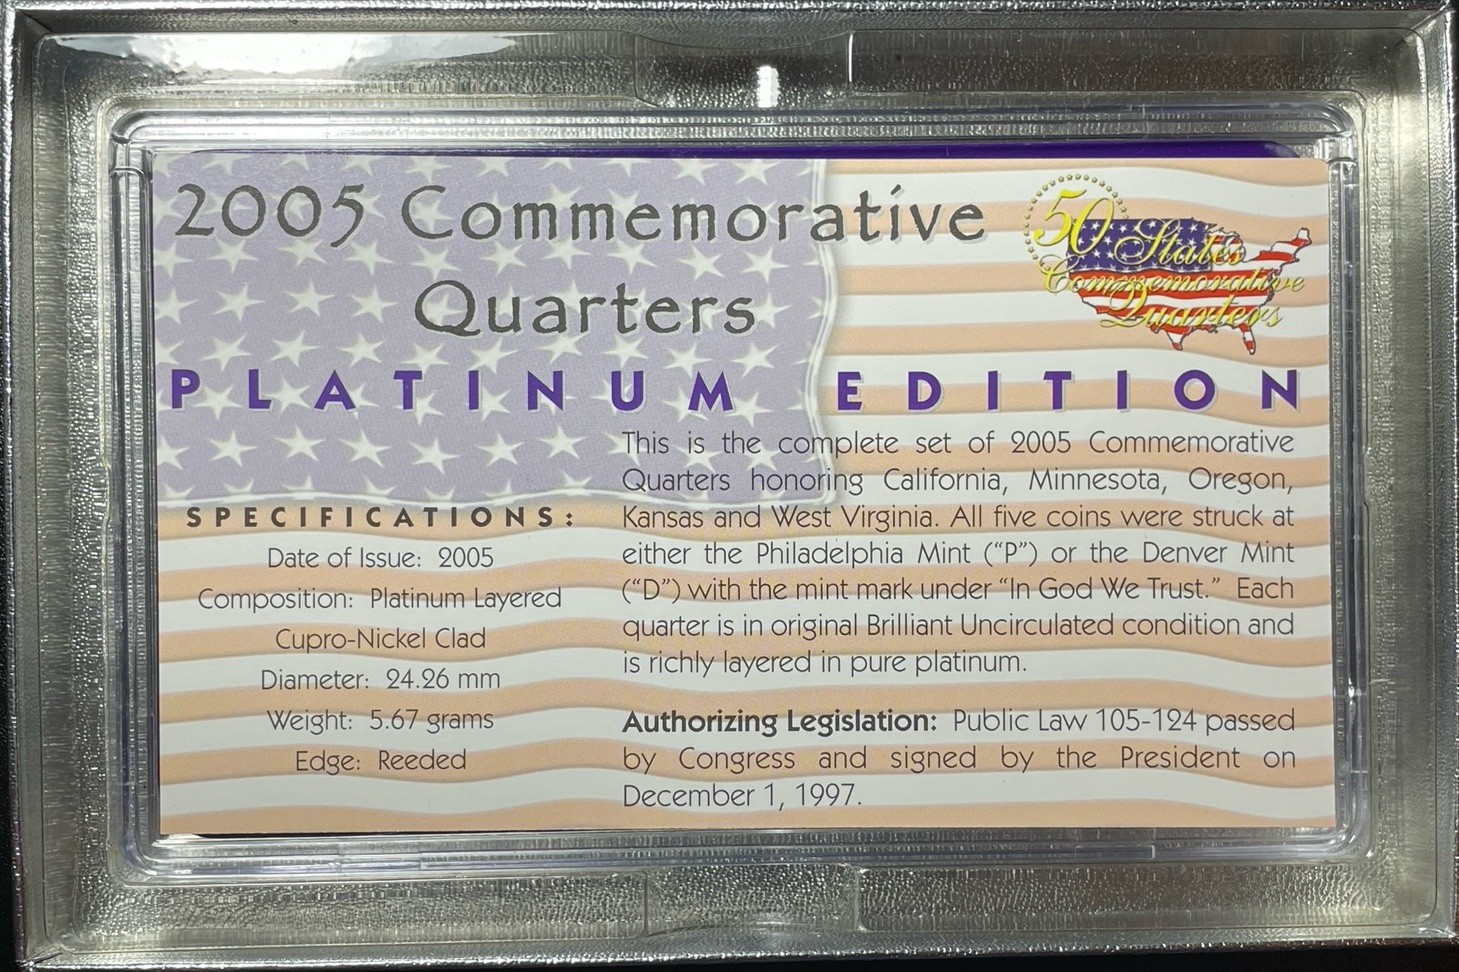 2005 Commemorative
Quarters
50 States
Commemorative
Quarters
PLATINUM EDITION
SPECIFICATIONS:
Date of Issue: 2005
Composition: Platinum Layered
Cupro-Nickel Clad
Diameter: 24.26 mm
Weight: 5.67 grams
Edge: Reeded
This is the complete set of 2005 Commemorative
Quarters honoring California, Minnesota, Oregon,
Kansas and West Virginia. All five coins were struck at
either the Philadelphia Mint (“P”) or the Denver Mint
(“D”) with the mint mark under “In God We Trust.” Each
quarter is in original Brilliant Uncirculated condition and
is richly layered in pure platinum.
Authorizing Legislation: Public Law 105-124 passed
by Congress and signed by the President on
December 1, 1997.